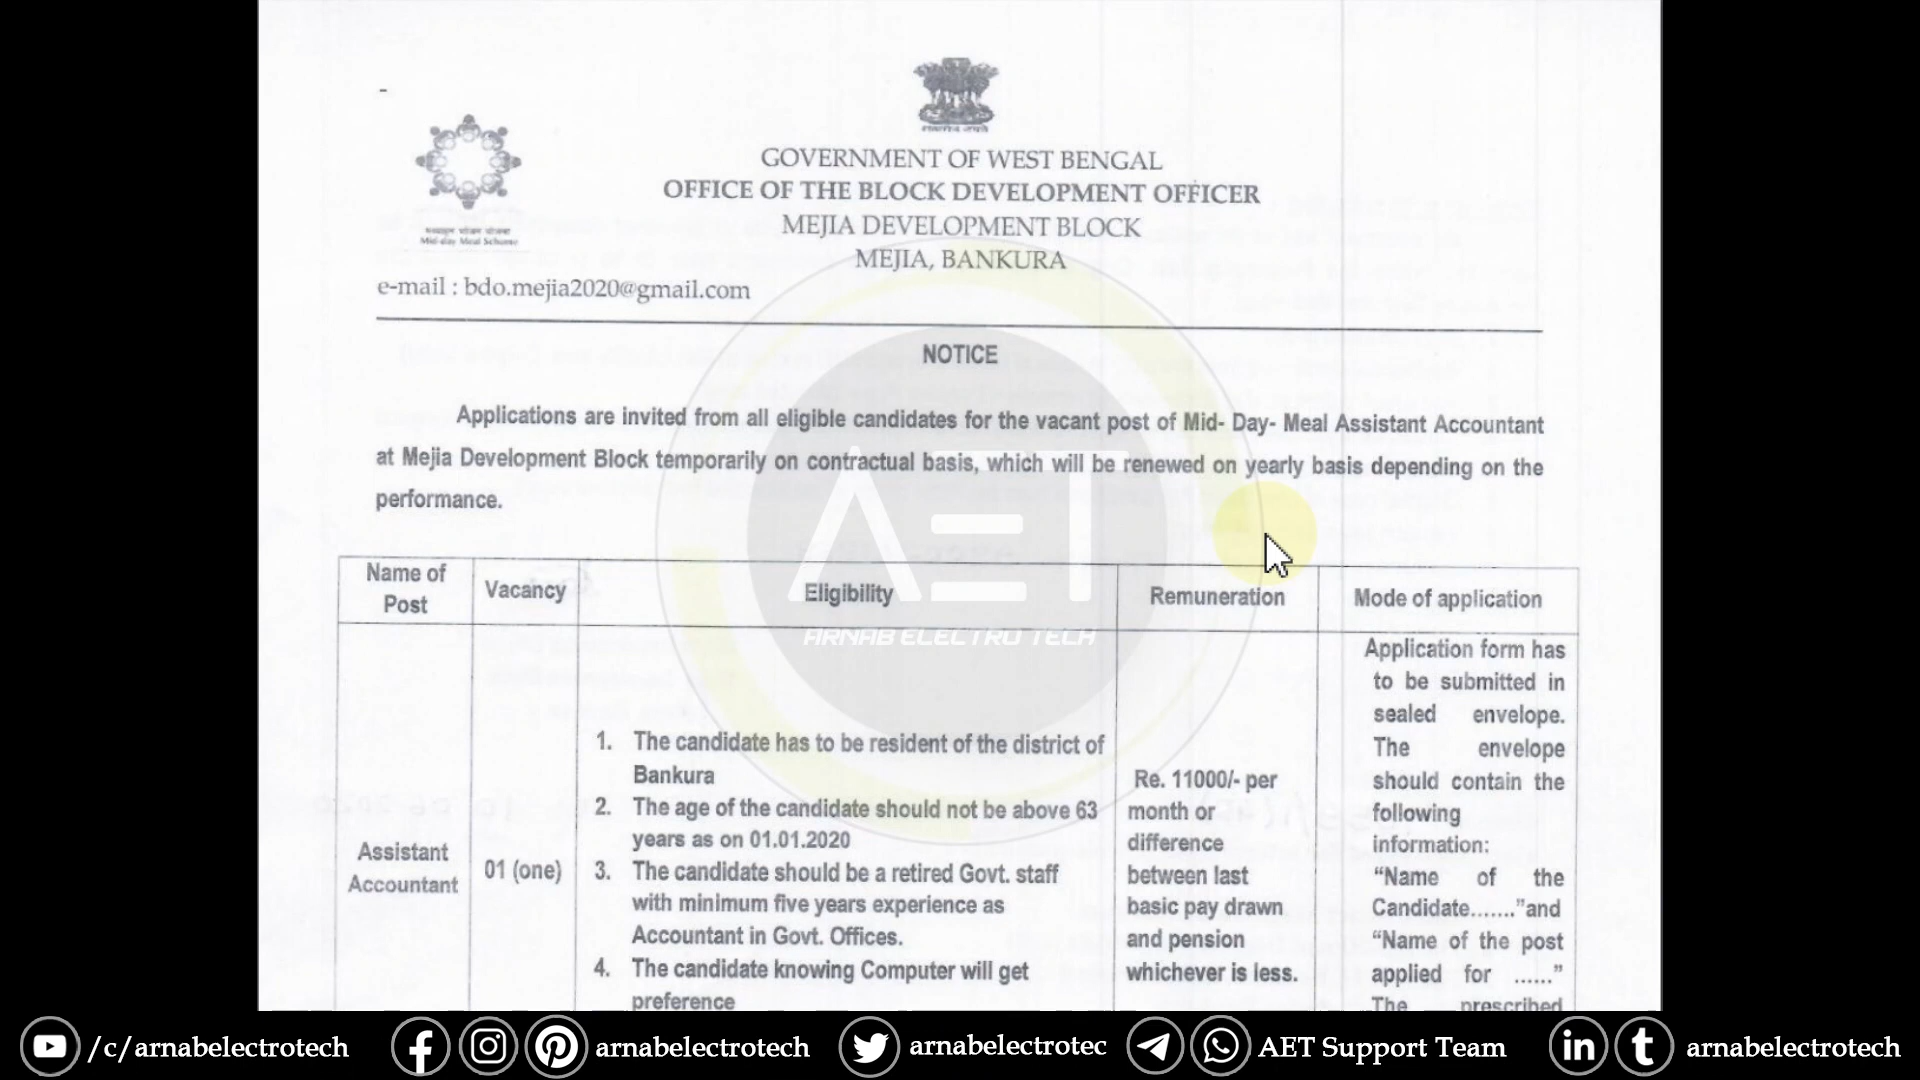 GOVERNMENT OF WEST BENGAL
OFFICE OF THE BLOCK DEVELOPMENT OFFICER
MEJIA DEVELOPMENT BLOCK
MEJIA, BANKURA
Mid-day Meal Scheme
e-mail : bdo.mejia2020@gmail.com
NOTICE
Applications are invited from all eligible candidates for the vacant post of Mid- Day- Meal Assistant Accountant
at Mejia Development Block temporarily on contractual basis, which will be renewed on yearly basis depending on the
performance.
AET
ARNAB ELECTRO TECH
Name of
Post
Vacancy
Eligibility
Remuneration
Mode of application
Assistant
Accountant
01 (one)
1. The candidate has to be resident of the district of
Bankura
2. The age of the candidate should not be above 63
years as on 01.01.2020
3. The candidate should be a retired Govt. staff
with minimum five years experience as
Accountant in Govt. Offices.
4. The candidate knowing Computer will get
preference
Re. 11000/- per
month or
difference
between last
basic pay drawn
and pension
whichever is less.
Application form has
to be submitted in
sealed envelope.
The envelope
should contain the
following
information:
“Name of the
Candidate.......”and
“Name of the post
applied for ......”
The prescribed
/c/arnabelectrotech
arnabelectrotech
arnabelectrotec
AET Support Team
arnabelectrotech